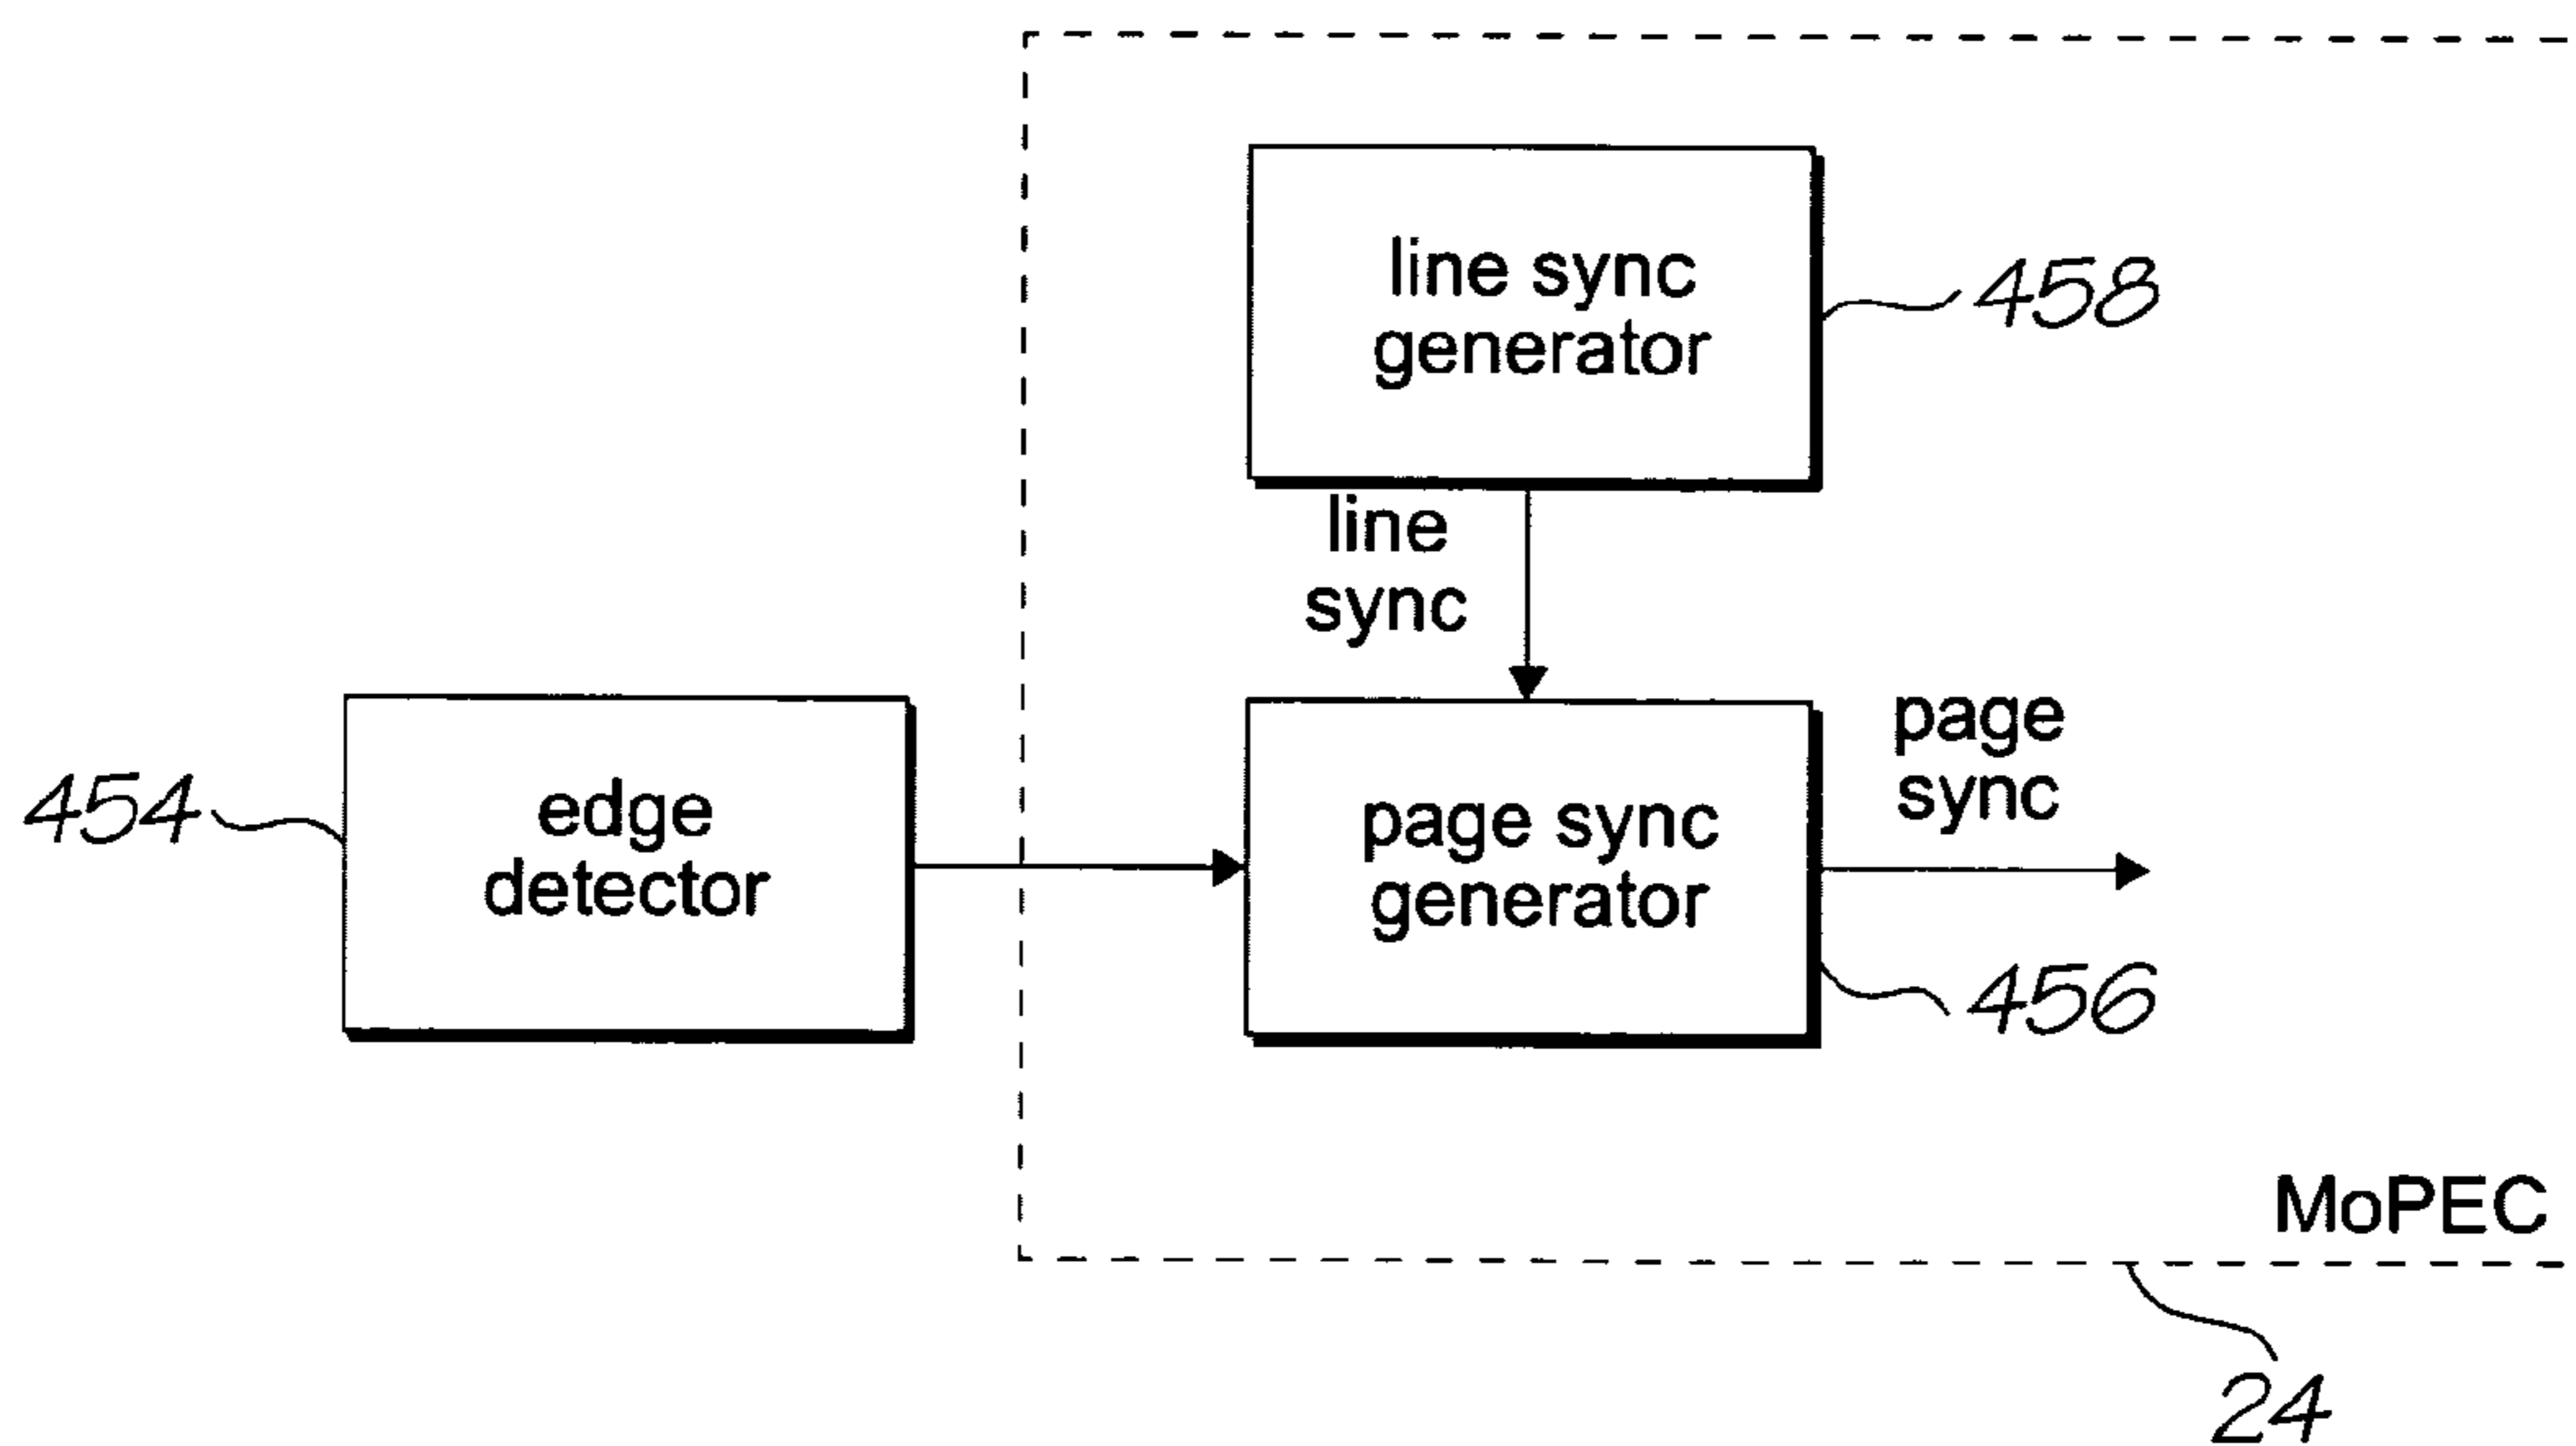 line sync
generator
458
line
sync
page
sync
454
edge
detector
page sync
generator
456
MoPEC
24